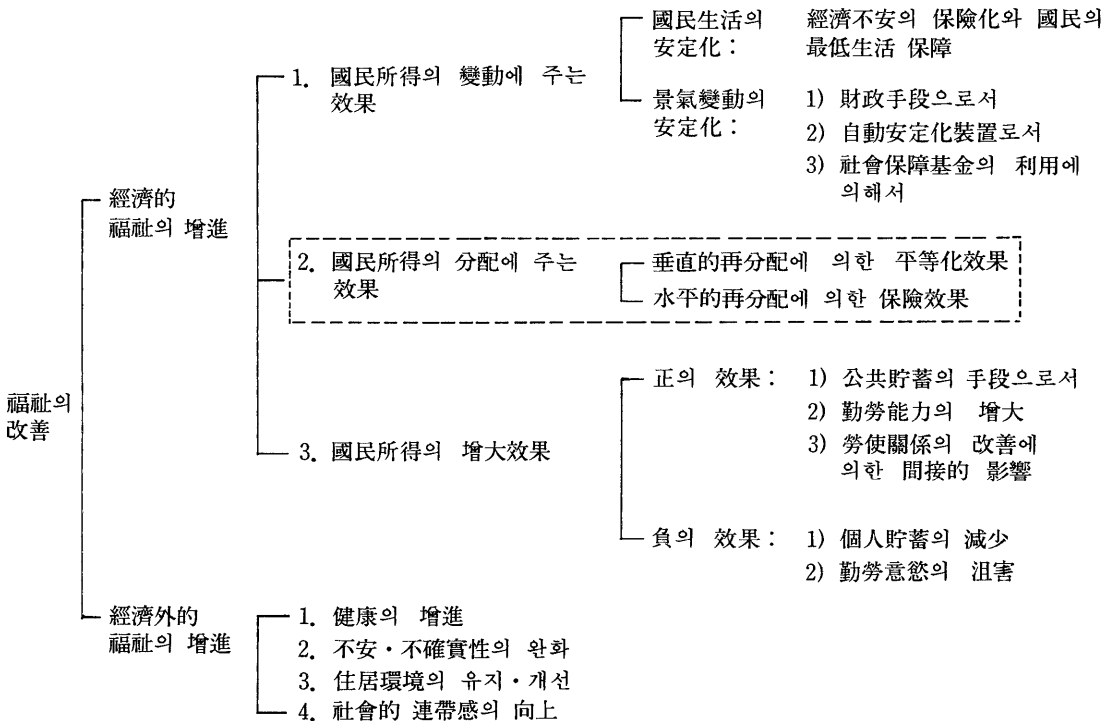 國民生活의 經濟不安의 保險化와 國民의
安定化： 最低生活 保障
1. 國民所得의 變動에 주는
效果
景氣變動의 1) 財政手段으로서
安定化： 2) 自動安定化裝置로서
3) 社會保障基金의 利用에
의해서
經濟的
福祉의 增進
2. 國民所得의 分配에 주는 垂直的再分配에 의한 平等化效果
效果 水平的再分配에 의한 保險效果
正의 效果： 1) 公共貯蓄의 手段으로서
2) 勤勞能力의 增大
3) 勞使關係의 改善에
의한 間接的 影響
福祉의
改善
3. 國民所得의 增大效果
負의 效果： 1) 個人貯蓄의 減少
2) 勤勞意慾의 沮害
經濟外的 1. 健康의 增進
福祉의 增進 2. 不安·不確實性의 완화
3. 住居環境의 유지·개선
4. 社會的 連帶感의 向上